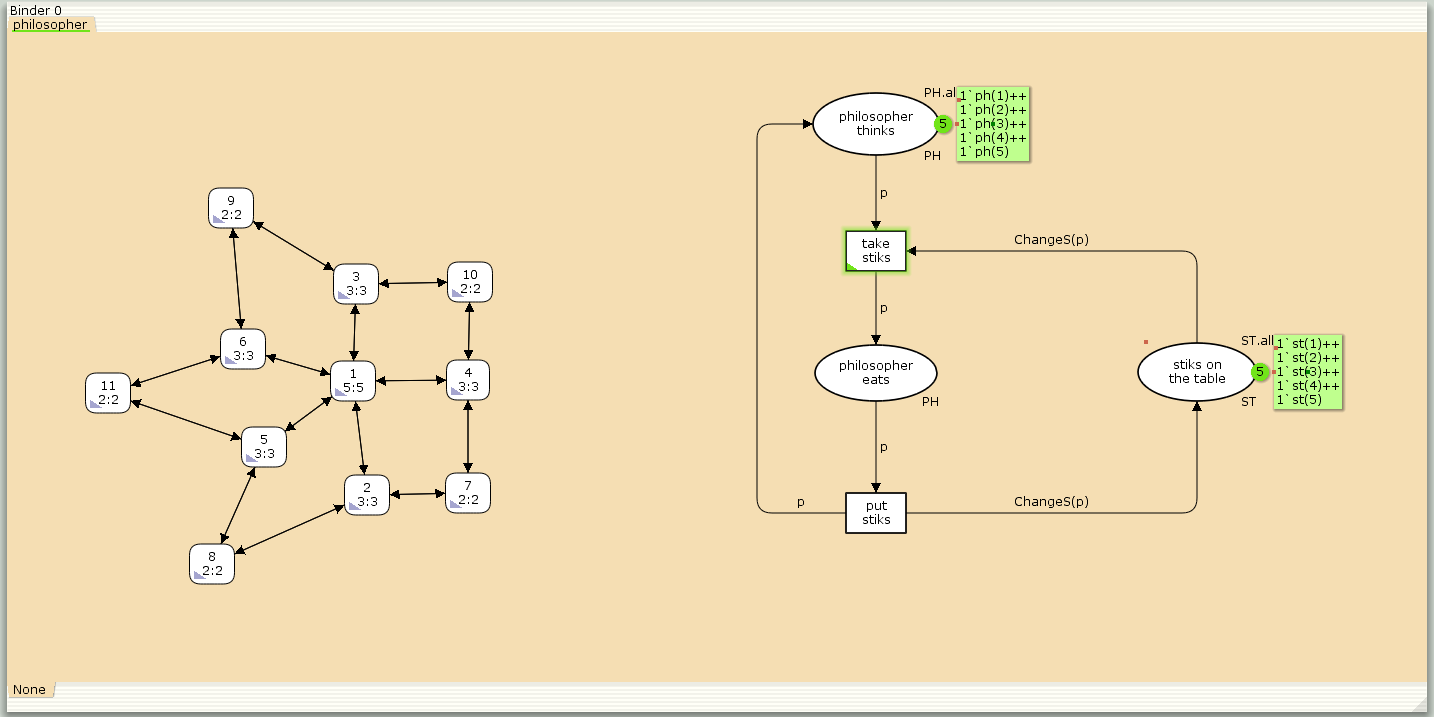 Binder 0
philosopher
9
2:2
3
3:3
10
2:2
6
3:3
1
5:5
4
3:3
11
2:2
5
3:3
2
3:3
7
2:2
8
2:2
philosopher
thinks
PH.al
5
1`ph(1)++
1`ph(2)++
1`ph(3)++
1`ph(4)++
1`ph(5)
PH
p
take
stiks
ChangeS(p)
p
philosopher
eats
PH
stiks on
the table
ST.all
5
1`st(1)++
1`st(2)++
1`st(3)++
1`st(4)++
1`st(5)
ST
p
put
stiks
p
ChangeS(p)
None